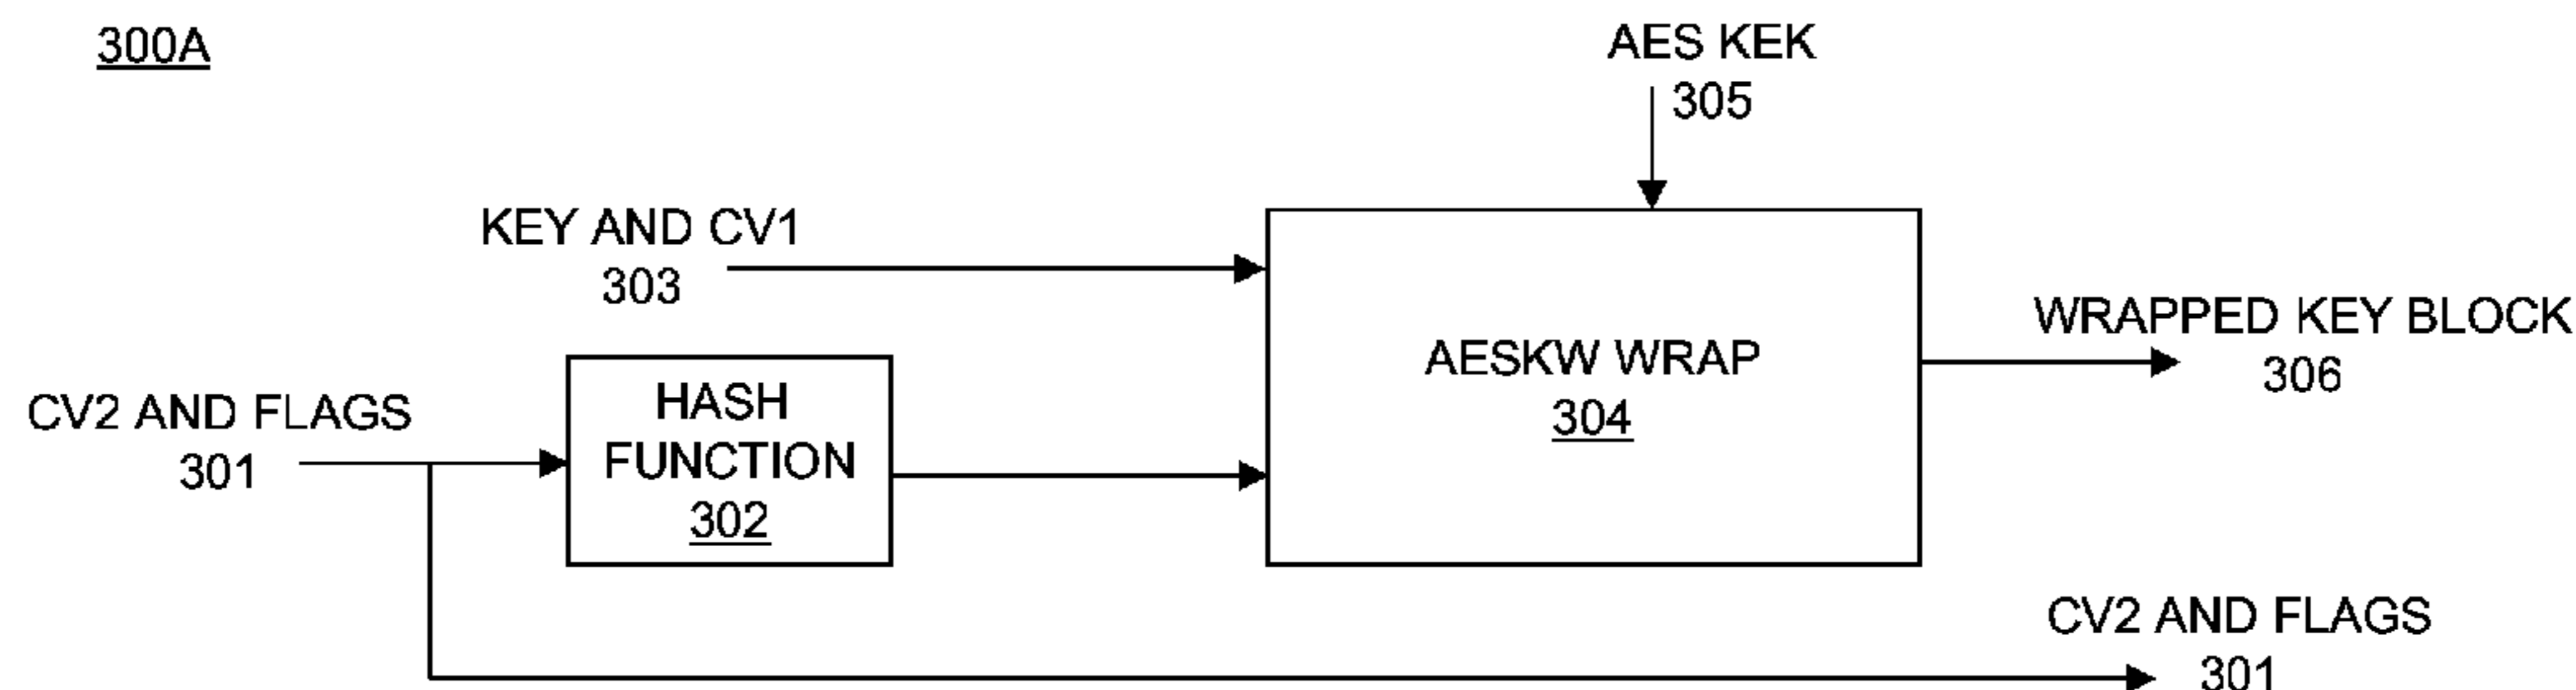 300A
AES KEK
305
KEY AND CV1
303
WRAPPED KEY BLOCK
306
AESKW WRAP
304
HASH
FUNCTION
302
CV2 AND FLAGS
301
CV2 AND FLAGS
301